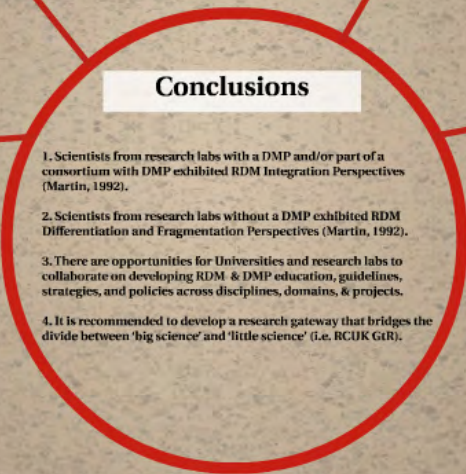 Conclusions
1. Scientists from research labs with a DMP and/or part of a
consortium with DMP exhibited RDM Integration Perspectives
(Martin, 1992).
2. Scientists from research labs without a DMP exhibited RDM
Differentiation and Fragmentation Perspectives (Martin, 1992).
3. There are opportunities for Universities and research labs to
collaborate on developing RDM & DMP education, guidelines,
strategies, and policies across disciplines, domains, & projects.
4. It is recommended to develop a research gateway that bridges the
divide between 'big science' and 'little science' (i.e. RCUK GtR).